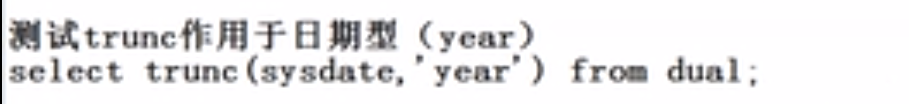 测试trunc作用于日期型（year）
select trunc(sysdate,'year') from dual;